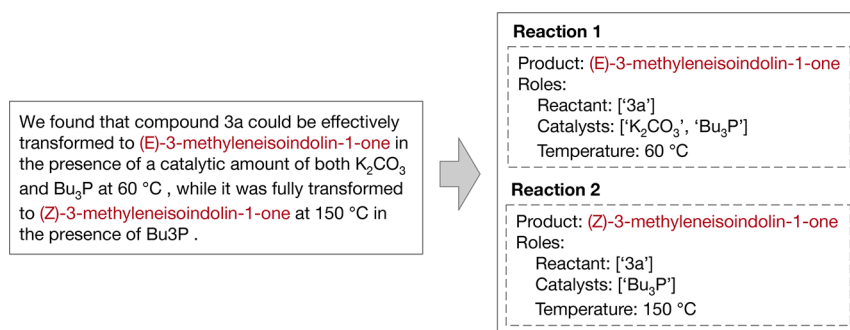 We found that compound 3a could be effectively
transformed to (E)-3-methyleneisoindolin-1-one in
the presence of a catalytic amount of both K₂CO₃
and Bu₃P at 60 °C , while it was fully transformed
to (Z)-3-methyleneisoindolin-1-one at 150 °C in
the presence of Bu3P .
Reaction 1
Product: (E)-3-methyleneisoindolin-1-one
Roles:
Reactant: [‘3a’]
Catalysts: [‘K₂CO₃’, ‘Bu₃P’]
Temperature: 60 °C
Reaction 2
Product: (Z)-3-methyleneisoindolin-1-one
Roles:
Reactant: [‘3a’]
Catalysts: [‘Bu₃P’]
Temperature: 150 °C